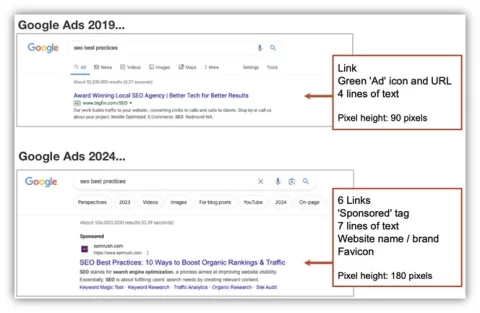 Google Ads 2019...
Google
seo best practices
All News Videos Images Maps More Settings Tools
About 52,330,000 results (0.37 seconds)
Award Winning Local SEO Agency | Better Tech for Better Results
Ad www.bigfin.com/SEO
Our work builds traffic to your website, converting clicks to calls and calls to clients. Stop by or call us
about your project. Mobile Optimized. E-Commerce. SEO. Redmond WA.
Link
Green 'Ad' icon and URL
4 lines of text
Pixel height: 90 pixels
Google Ads 2024...
Google
seo best practices
Perspectives 2023 Videos Images For blog posts YouTube 2024 On-page
About 106,000,000 results (0.39 seconds)
Sponsored
semrush.com
https://www.semrush.com
SEO Best Practices: 10 Ways to Boost Organic Rankings & Traffic
SEO stands for search engine optimization, a process aimed at improving website visibility.
Essentially, SEO is about fulfilling users' search needs by creating relevant content.
Keyword Magic Tool · Keyword Research · Traffic Analytics · Organic Research · Site Audit
6 Links
'Sponsored' tag
7 lines of text
Website name / brand
Favicon
Pixel height: 180 pixels